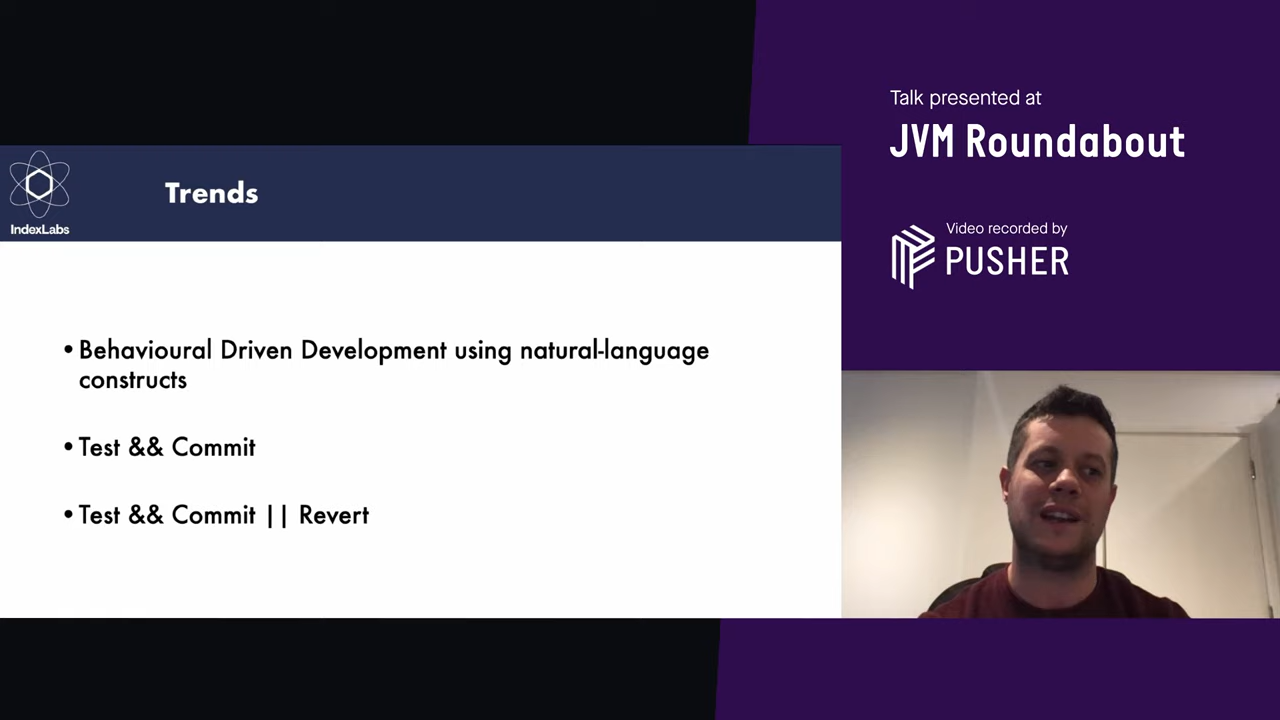 Talk presented at
JVM Roundabout
Video recorded by
PUSHER
IndexLabs
Trends
•Behavioural Driven Development using natural-language
constructs
•Test && Commit
•Test && Commit || Revert